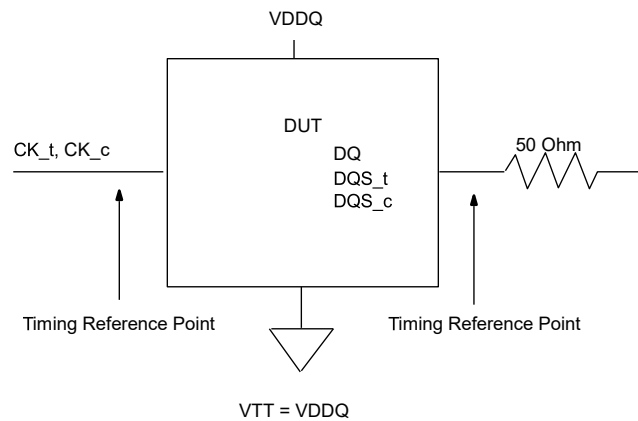 VDDQ
DUT
CK_t, CK_c
50 Ohm
DQ
DQS_t
DQS_c
Timing Reference Point
Timing Reference Point
VTT = VDDQ